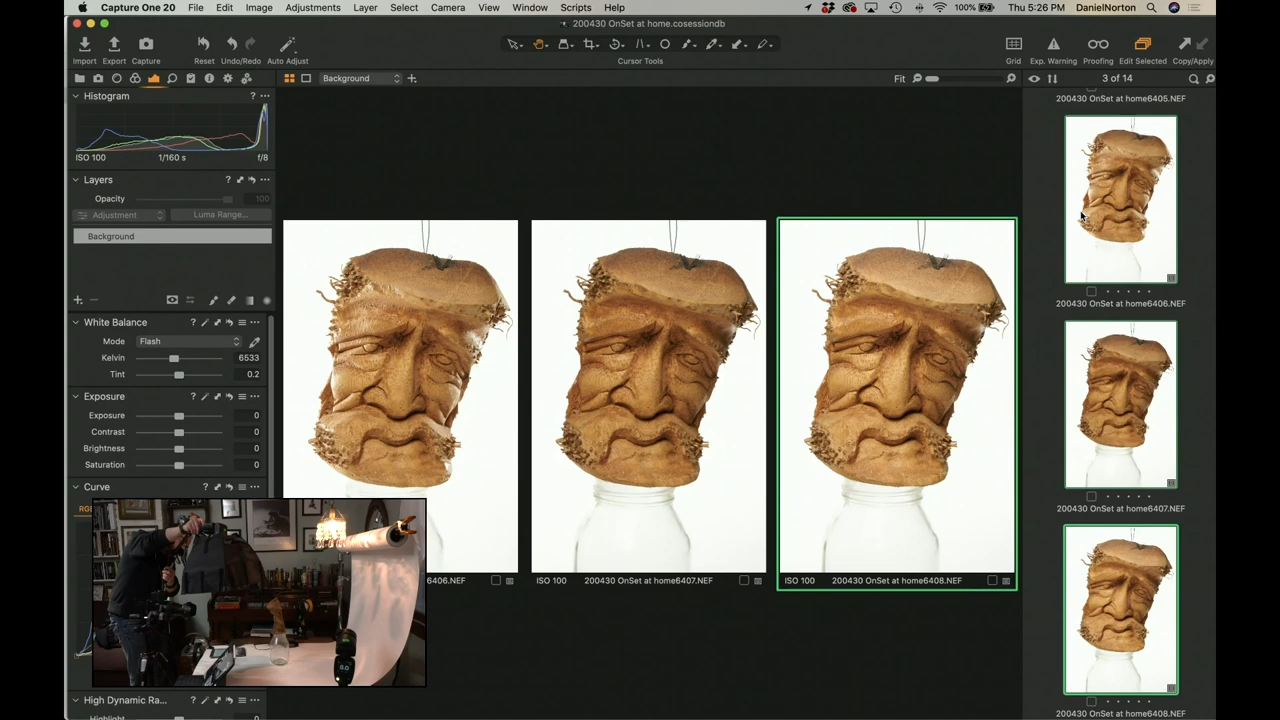 Capture One 20 File Edit Image Adjustments Layer Select Camera View Window Scripts Help 100% Thu 5:26 PM DanielNorton
200430 OnSet at home.cosessiondb
Import Export Capture Reset Undo/Redo Auto Adjust Cursor Tools Grid Exp. Warning Proofing Edit Selected Copy/Apply
Background Fit 3 of 14
Histogram ?
ISO 100 1/160 s f/8
Layers ?
Opacity 100
Adjustment Luma Range...
Background
White Balance ?
Mode Flash
Kelvin 6533
Tint 0.2
Exposure ?
Exposure 0
Contrast 0
Brightness 0
Saturation 0
Curve ?
RGB
High Dynamic Ra... ?
Highlight 0
6406.NEF
ISO 100 200430 OnSet at home6407.NEF
ISO 100 200430 OnSet at home6408.NEF
200430 OnSet at home6405.NEF
200430 OnSet at home6406.NEF
200430 OnSet at home6407.NEF
200430 OnSet at home6408.NEF